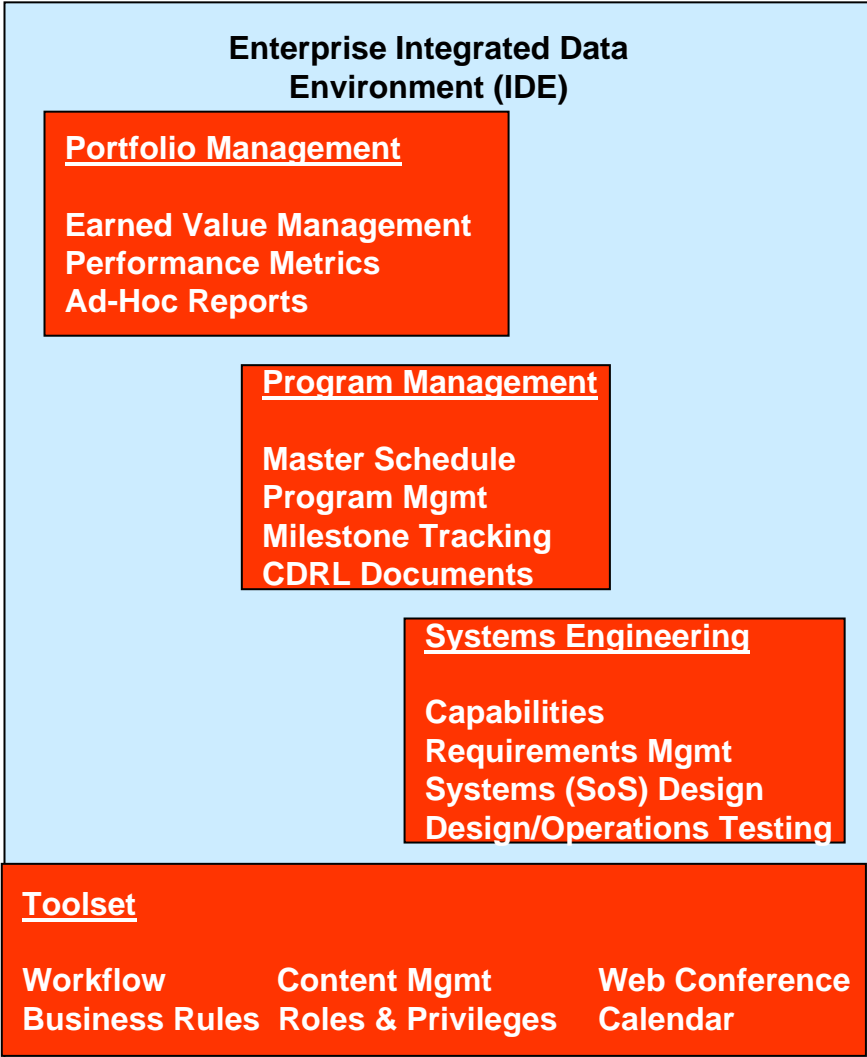 Enterprise Integrated Data
Environment (IDE)
Portfolio Management
Earned Value Management
Performance Metrics
Ad-Hoc Reports
Program Management
Master Schedule
Program Mgmt
Milestone Tracking
CDRL Documents
Systems Engineering
Capabilities
Requirements Mgmt
Systems (SoS) Design
Design/Operations Testing
Toolset
Workflow Content Mgmt Web Conference
Business Rules Roles & Privileges Calendar